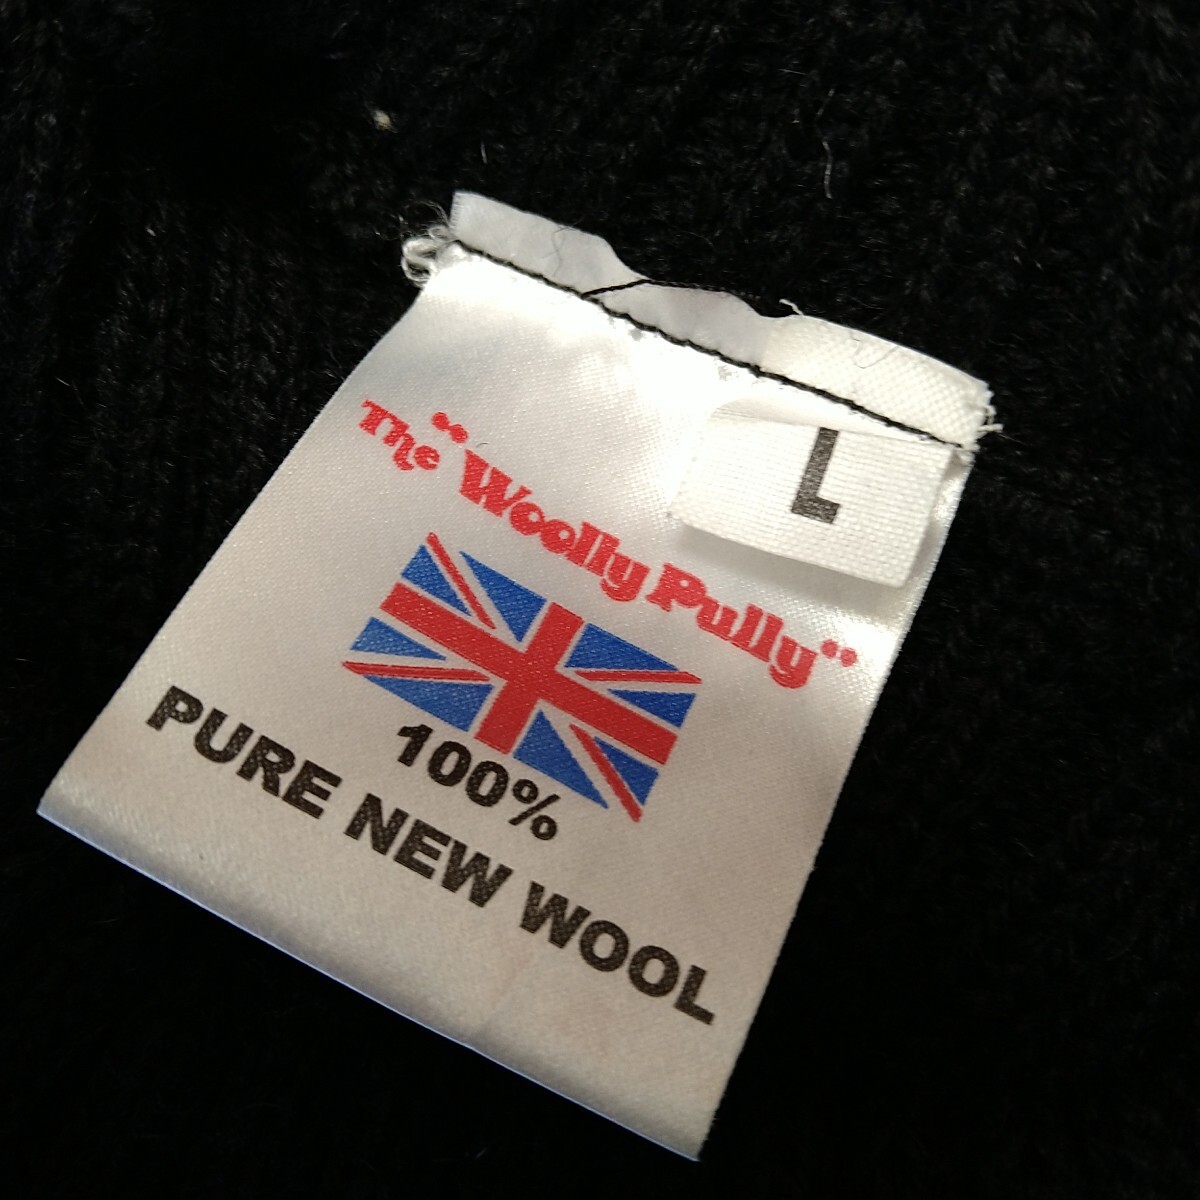 The "Woolly Pully"
L
100%
PURE NEW WOOL